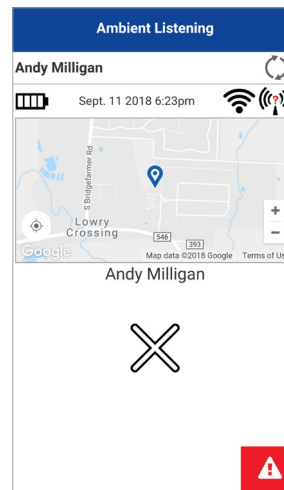 Ambient Listening
Andy Milligan
Sept. 11 2018 6:23pm
?
S Bridgefarmer Rd
Lowry
Crossing
546
393
+
−
Google
Map data ©2018 Google
Terms of Us
Andy Milligan